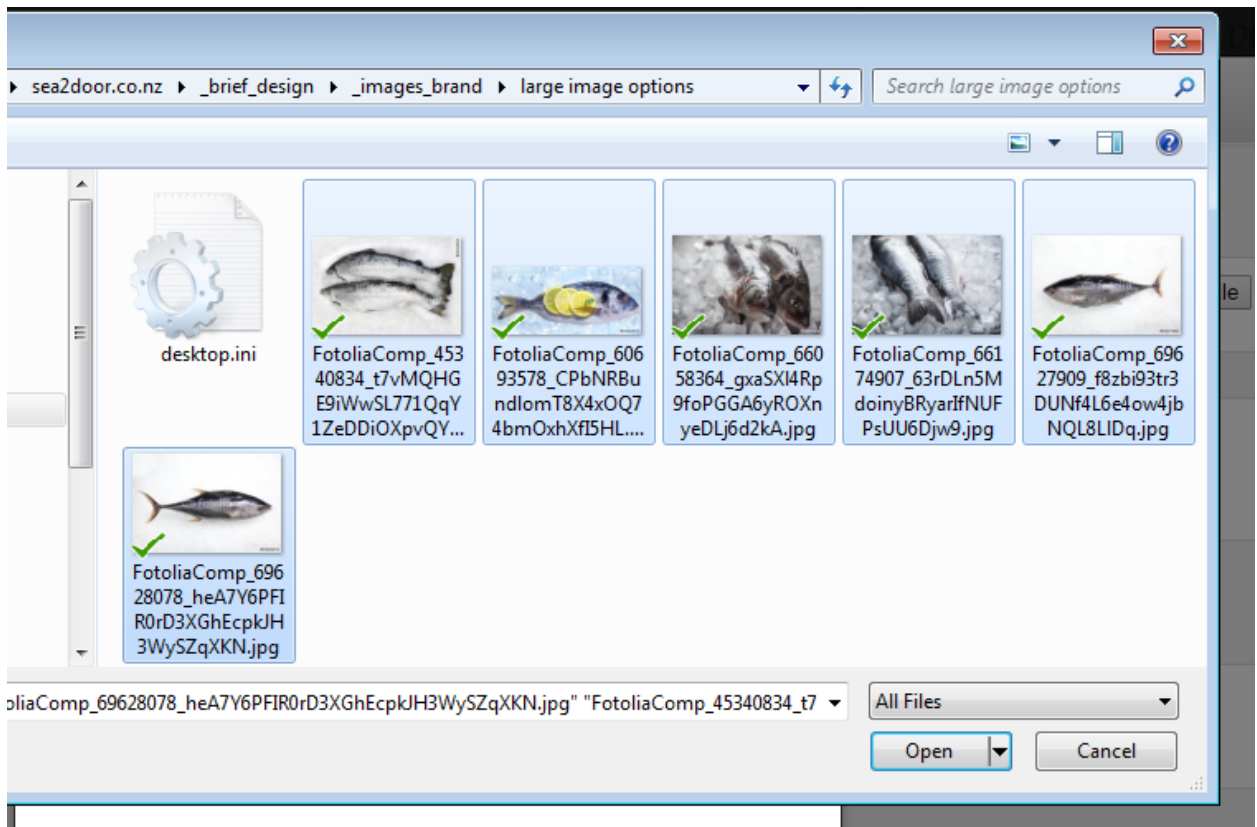 sea2door.co.nz ▸ _brief_design ▸ _images_brand ▸ large image options
Search large image options
desktop.ini
FotoliaComp_453
40834_t7vMQHG
E9iWwSL771QqY
1ZeDDiOXpvQY...
FotoliaComp_606
93578_CPbNRBu
ndlomT8X4xOQ7
4bmOxhXfI5HL....
FotoliaComp_660
58364_gxaSXl4Rp
9foPGGA6yROXn
yeDLj6d2kA.jpg
FotoliaComp_661
74907_63rDLn5M
doinyBRyarIfNUF
PsUU6Djw9.jpg
FotoliaComp_696
27909_f8zbi93tr3
DUNf4L6e4ow4jb
NQL8LIDq.jpg
FotoliaComp_696
28078_heA7Y6PFI
R0rD3XGhEcpkJH
3WySZqXKN.jpg
oliaComp_69628078_heA7Y6PFIR0rD3XGhEcpkJH3WySZqXKN.jpg" "FotoliaComp_45340834_t7
All Files
Open
Cancel
le